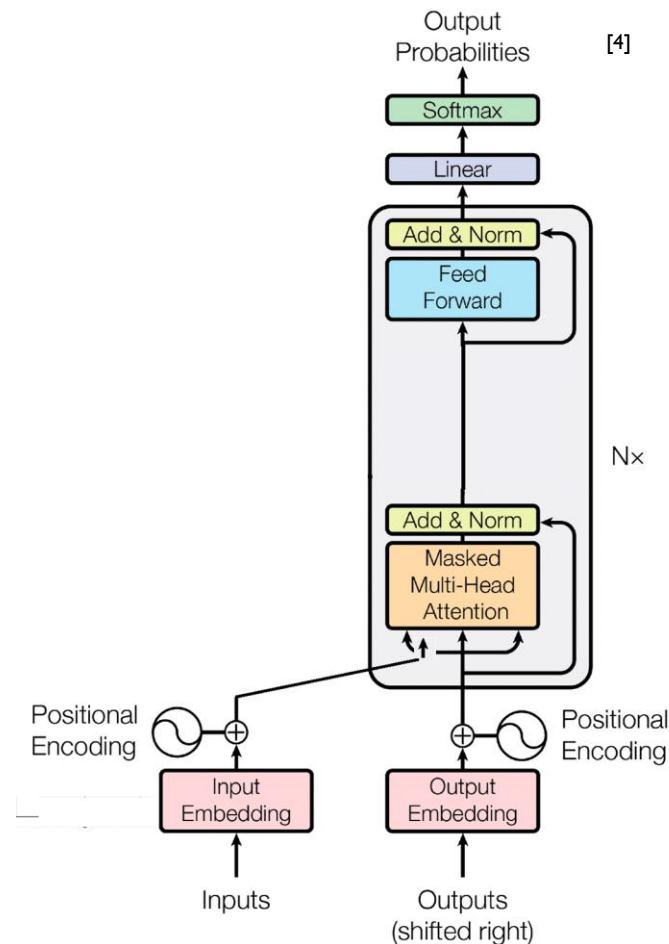 Output
Probabilities
[4]
Softmax
Linear
Add & Norm
Feed
Forward
N×
Add & Norm
Masked
Multi-Head
Attention
Positional
Encoding
Positional
Encoding
Input
Embedding
Output
Embedding
Inputs
Outputs
(shifted right)